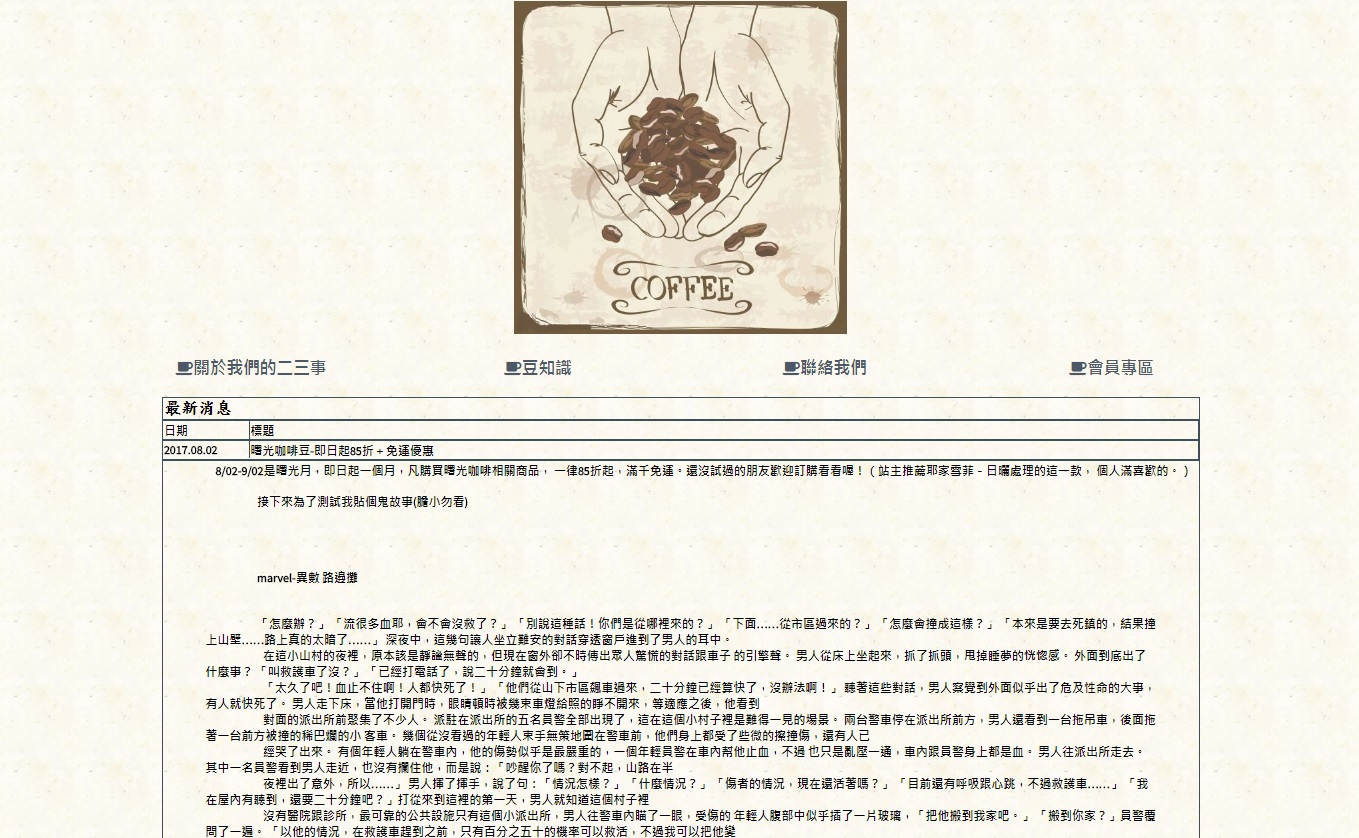 COFFEE
關於我們的二三事 豆知識 聯絡我們 會員專區
最新消息
日期 標題
2017.08.02 曙光咖啡豆-即日起85折 + 免運優惠
8/02-9/02是曙光月，即日起一個月，凡購買曙光咖啡相關商品， 一律85折起，滿千免運。還沒試過的朋友歡迎訂購看看喔！ ( 站主推薦耶家雪菲 - 日曬處理的這一款， 個人滿喜歡的。 )
接下來為了測試我貼個鬼故事(膽小勿看)
marvel-異數 路邊攤
「怎麼辦？」「流很多血耶，會不會沒救了？」「別說這種話！你們是從哪裡來的？」「下面……從市區過來的？」「怎麼會撞成這樣？」「本來是要去死鎮的，結果撞
上山壁……路上真的太暗了……」 深夜中，這幾句讓人坐立難安的對話穿透窗戶進到了男人的耳中。
在這小山村的夜裡，原本該是靜謐無聲的，但現在窗外卻不時傳出眾人驚慌的對話跟車子 的引擎聲。 男人從床上坐起來，抓了抓頭，甩掉睡夢的恍惚感。 外面到底出了
什麼事？ 「叫救護車了沒？」「已經打電話了，說二十分鐘就會到。」
「太久了吧！血止不住啊！人都快死了！」「他們從山下市區飆車過來，二十分鐘已經算快了，沒辦法啊！」 聽著這些對話，男人察覺到外面似乎出了危及性命的大事，
有人就快死了。 男人走下床，當他打開門時，眼睛頓時被幾束車燈給照的睜不開來，等適應之後，他看到
對面的派出所前聚集了不少人。 派駐在派出所的五名員警全部出現了，這在這個小村子裡是難得一見的場景。 兩台警車停在派出所前方，男人還看到一台拖吊車，後面拖
著一台前方被撞的稀巴爛的小 客車。 幾個從沒看過的年輕人束手無策地圍在警車前，他們身上都受了些微的擦撞傷，還有人已
經哭了出來。 有個年輕人躺在警車內，他的傷勢似乎是最嚴重的，一個年輕員警在車內幫他止血，不過 也只是亂壓一通，車內跟員警身上都是血。 男人往派出所走去。
其中一名員警看到男人走近，也沒有攔住他，而是說：「吵醒你了嗎？對不起，山路在半
夜裡出了意外，所以……」 男人揮了揮手，說了句：「情況怎樣？」「什麼情況？」「傷者的情況，現在還活著嗎？」「目前還有呼吸跟心跳，不過救護車……」「我
在屋內有聽到，還要二十分鐘吧？」打從來到這裡的第一天，男人就知道這個村子裡
沒有醫院跟診所，最可靠的公共設施只有這個小派出所，男人往警車內瞄了一眼，受傷的 年輕人腹部中似乎插了一片玻璃，「把他搬到我家吧。」「搬到你家？」員警覆
問了一遍。「以他的情況，在救護車趕到之前，只有百分之五十的機率可以救活，不過我可以把他變